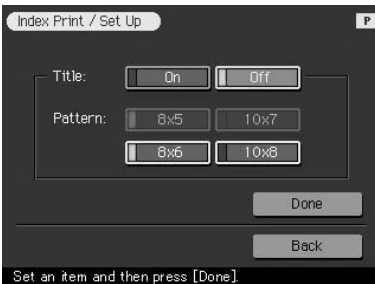 Index Print / Set Up P
Title: On Off
Pattern: 8x5 10x7
8x6 10x8
Done
Back
Set an item and then press [Done].